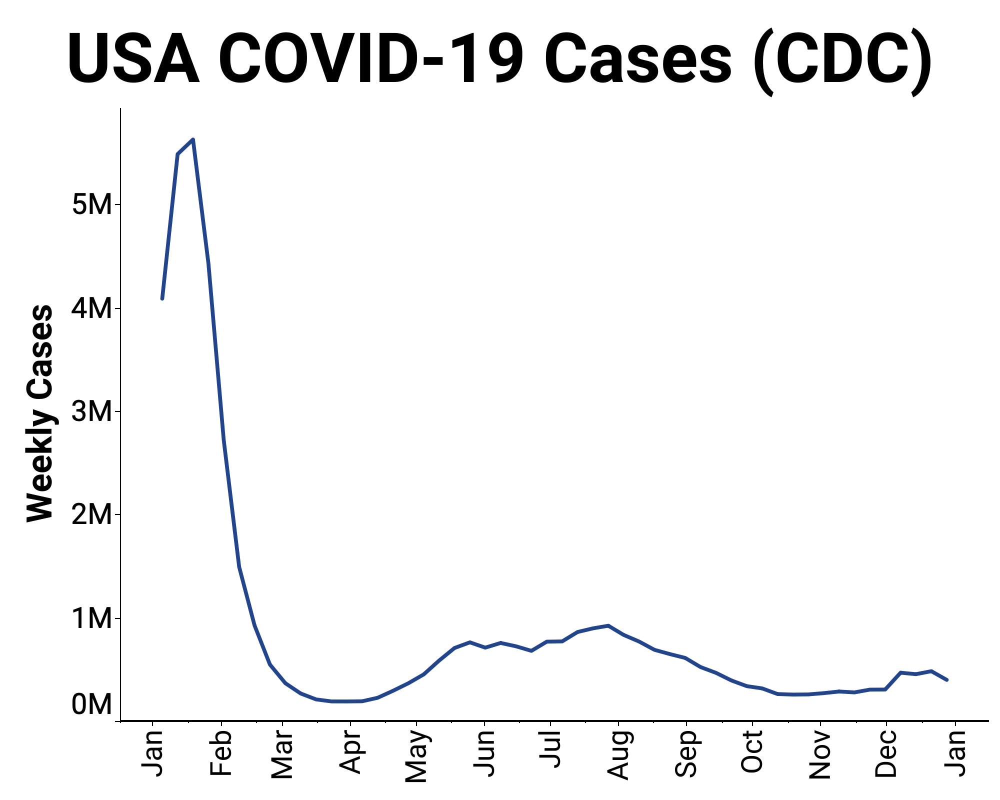 USA COVID-19 Cases (CDC)
Weekly Cases
5M
4M
3M
2M
1M
0M
Jan
Feb
Mar
Apr
May
Jun
Jul
Aug
Sep
Oct
Nov
Dec
Jan